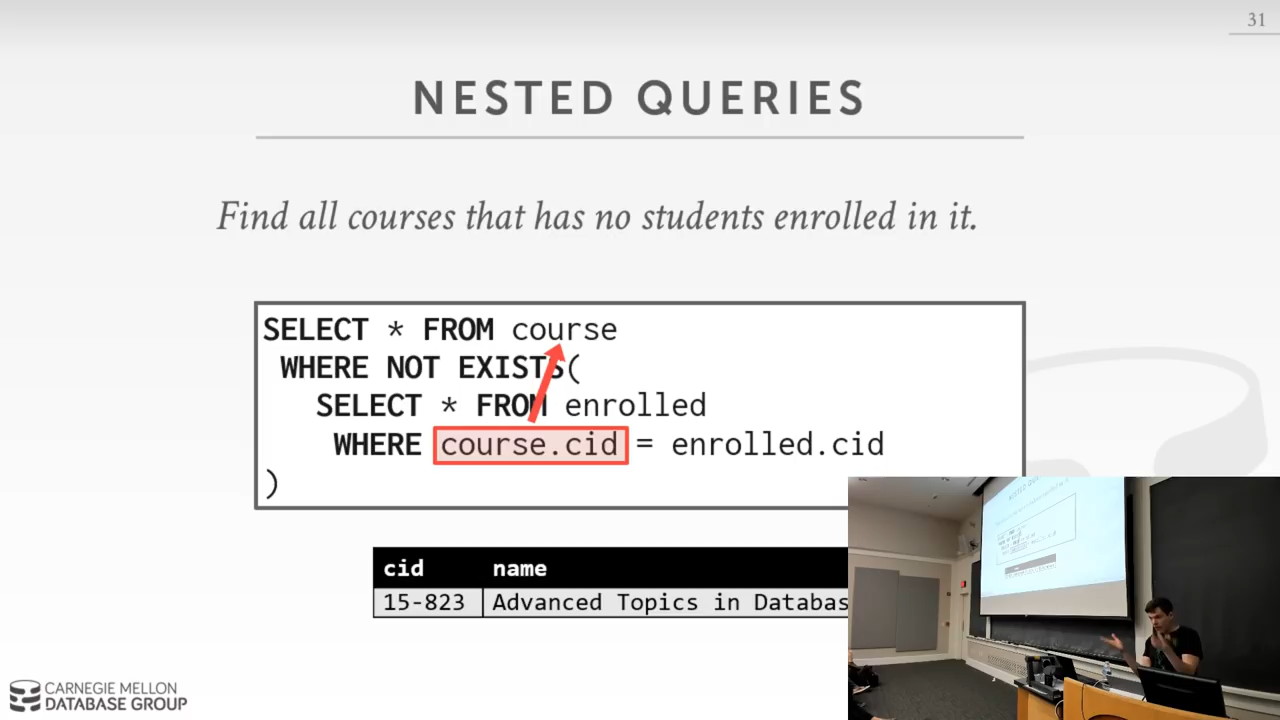 31
NESTED QUERIES
Find all courses that has no students enrolled in it.
SELECT * FROM course
WHERE NOT EXISTS(
SELECT * FROM enrolled
WHERE course.cid = enrolled.cid
)
cid name
15-823 Advanced Topics in
CARNEGIE MELLON
DATABASE GROUP